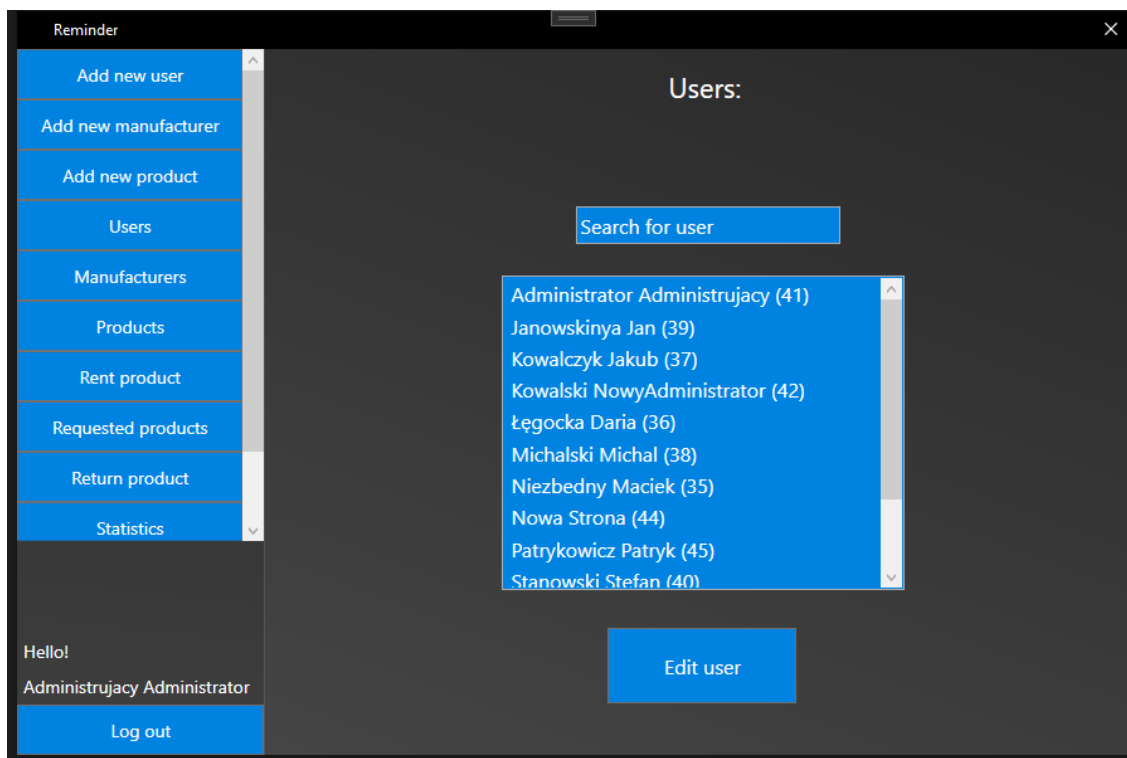 Reminder
Add new user
Add new manufacturer
Add new product
Users
Manufacturers
Products
Rent product
Requested products
Return product
Statistics
Hello!
Administrujacy Administrator
Log out
Users:
Search for user
Administrator Administrujacy (41)
Janowskinya Jan (39)
Kowalczyk Jakub (37)
Kowalski NowyAdministrator (42)
Łęgocka Daria (36)
Michalski Michal (38)
Niezbedny Maciek (35)
Nowa Strona (44)
Patrykowicz Patryk (45)
Stanowski Stefan (40)
Edit user